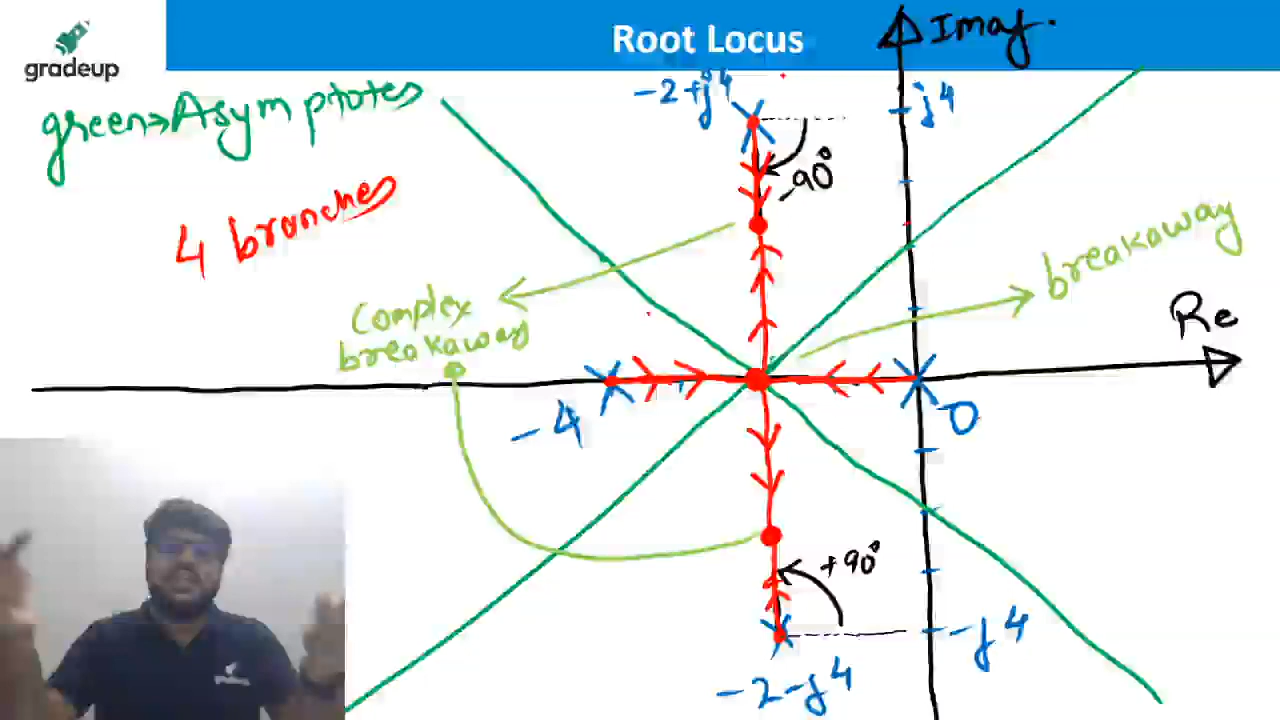 Root Locus
gradeup
Imag.
-2+j4
j4
green→Asymptotes
-90°
4 branches
breakaway
Complex
breakaway
Re
-4
0
+90°
-j4
-2-j4